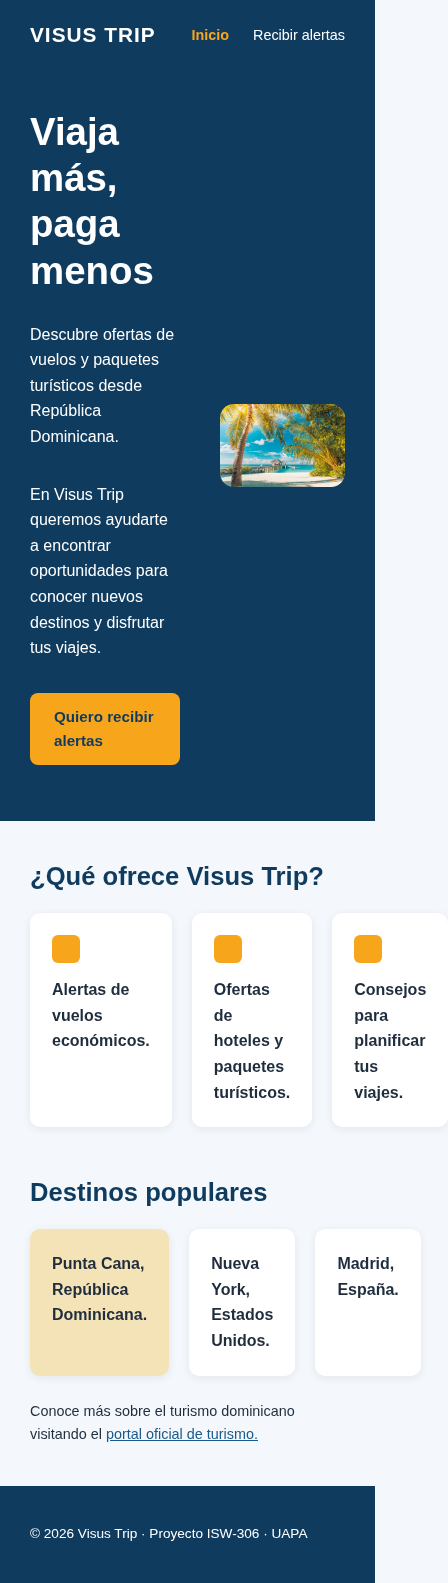 VISUS TRIP
Inicio
Recibir alertas
Viaja
más,
paga
menos
Descubre ofertas de
vuelos y paquetes
turísticos desde
República
Dominicana.
En Visus Trip
queremos ayudarte
a encontrar
oportunidades para
conocer nuevos
destinos y disfrutar
tus viajes.
Quiero recibir
alertas
¿Qué ofrece Visus Trip?
Alertas de
vuelos
económicos.
Ofertas
de
hoteles y
paquetes
turísticos.
Consejos
para
planificar
tus
viajes.
Destinos populares
Punta Cana,
República
Dominicana.
Nueva
York,
Estados
Unidos.
Madrid,
España.
Conoce más sobre el turismo dominicano
visitando el portal oficial de turismo.
© 2026 Visus Trip · Proyecto ISW-306 · UAPA